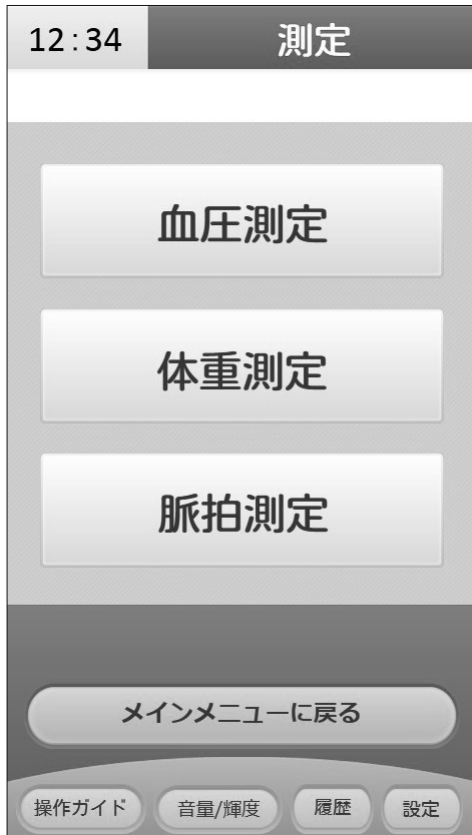 12:34 測定
血圧測定
体重測定
脈拍測定
メインメニューに戻る
操作ガイド 音量/輝度 履歴 設定